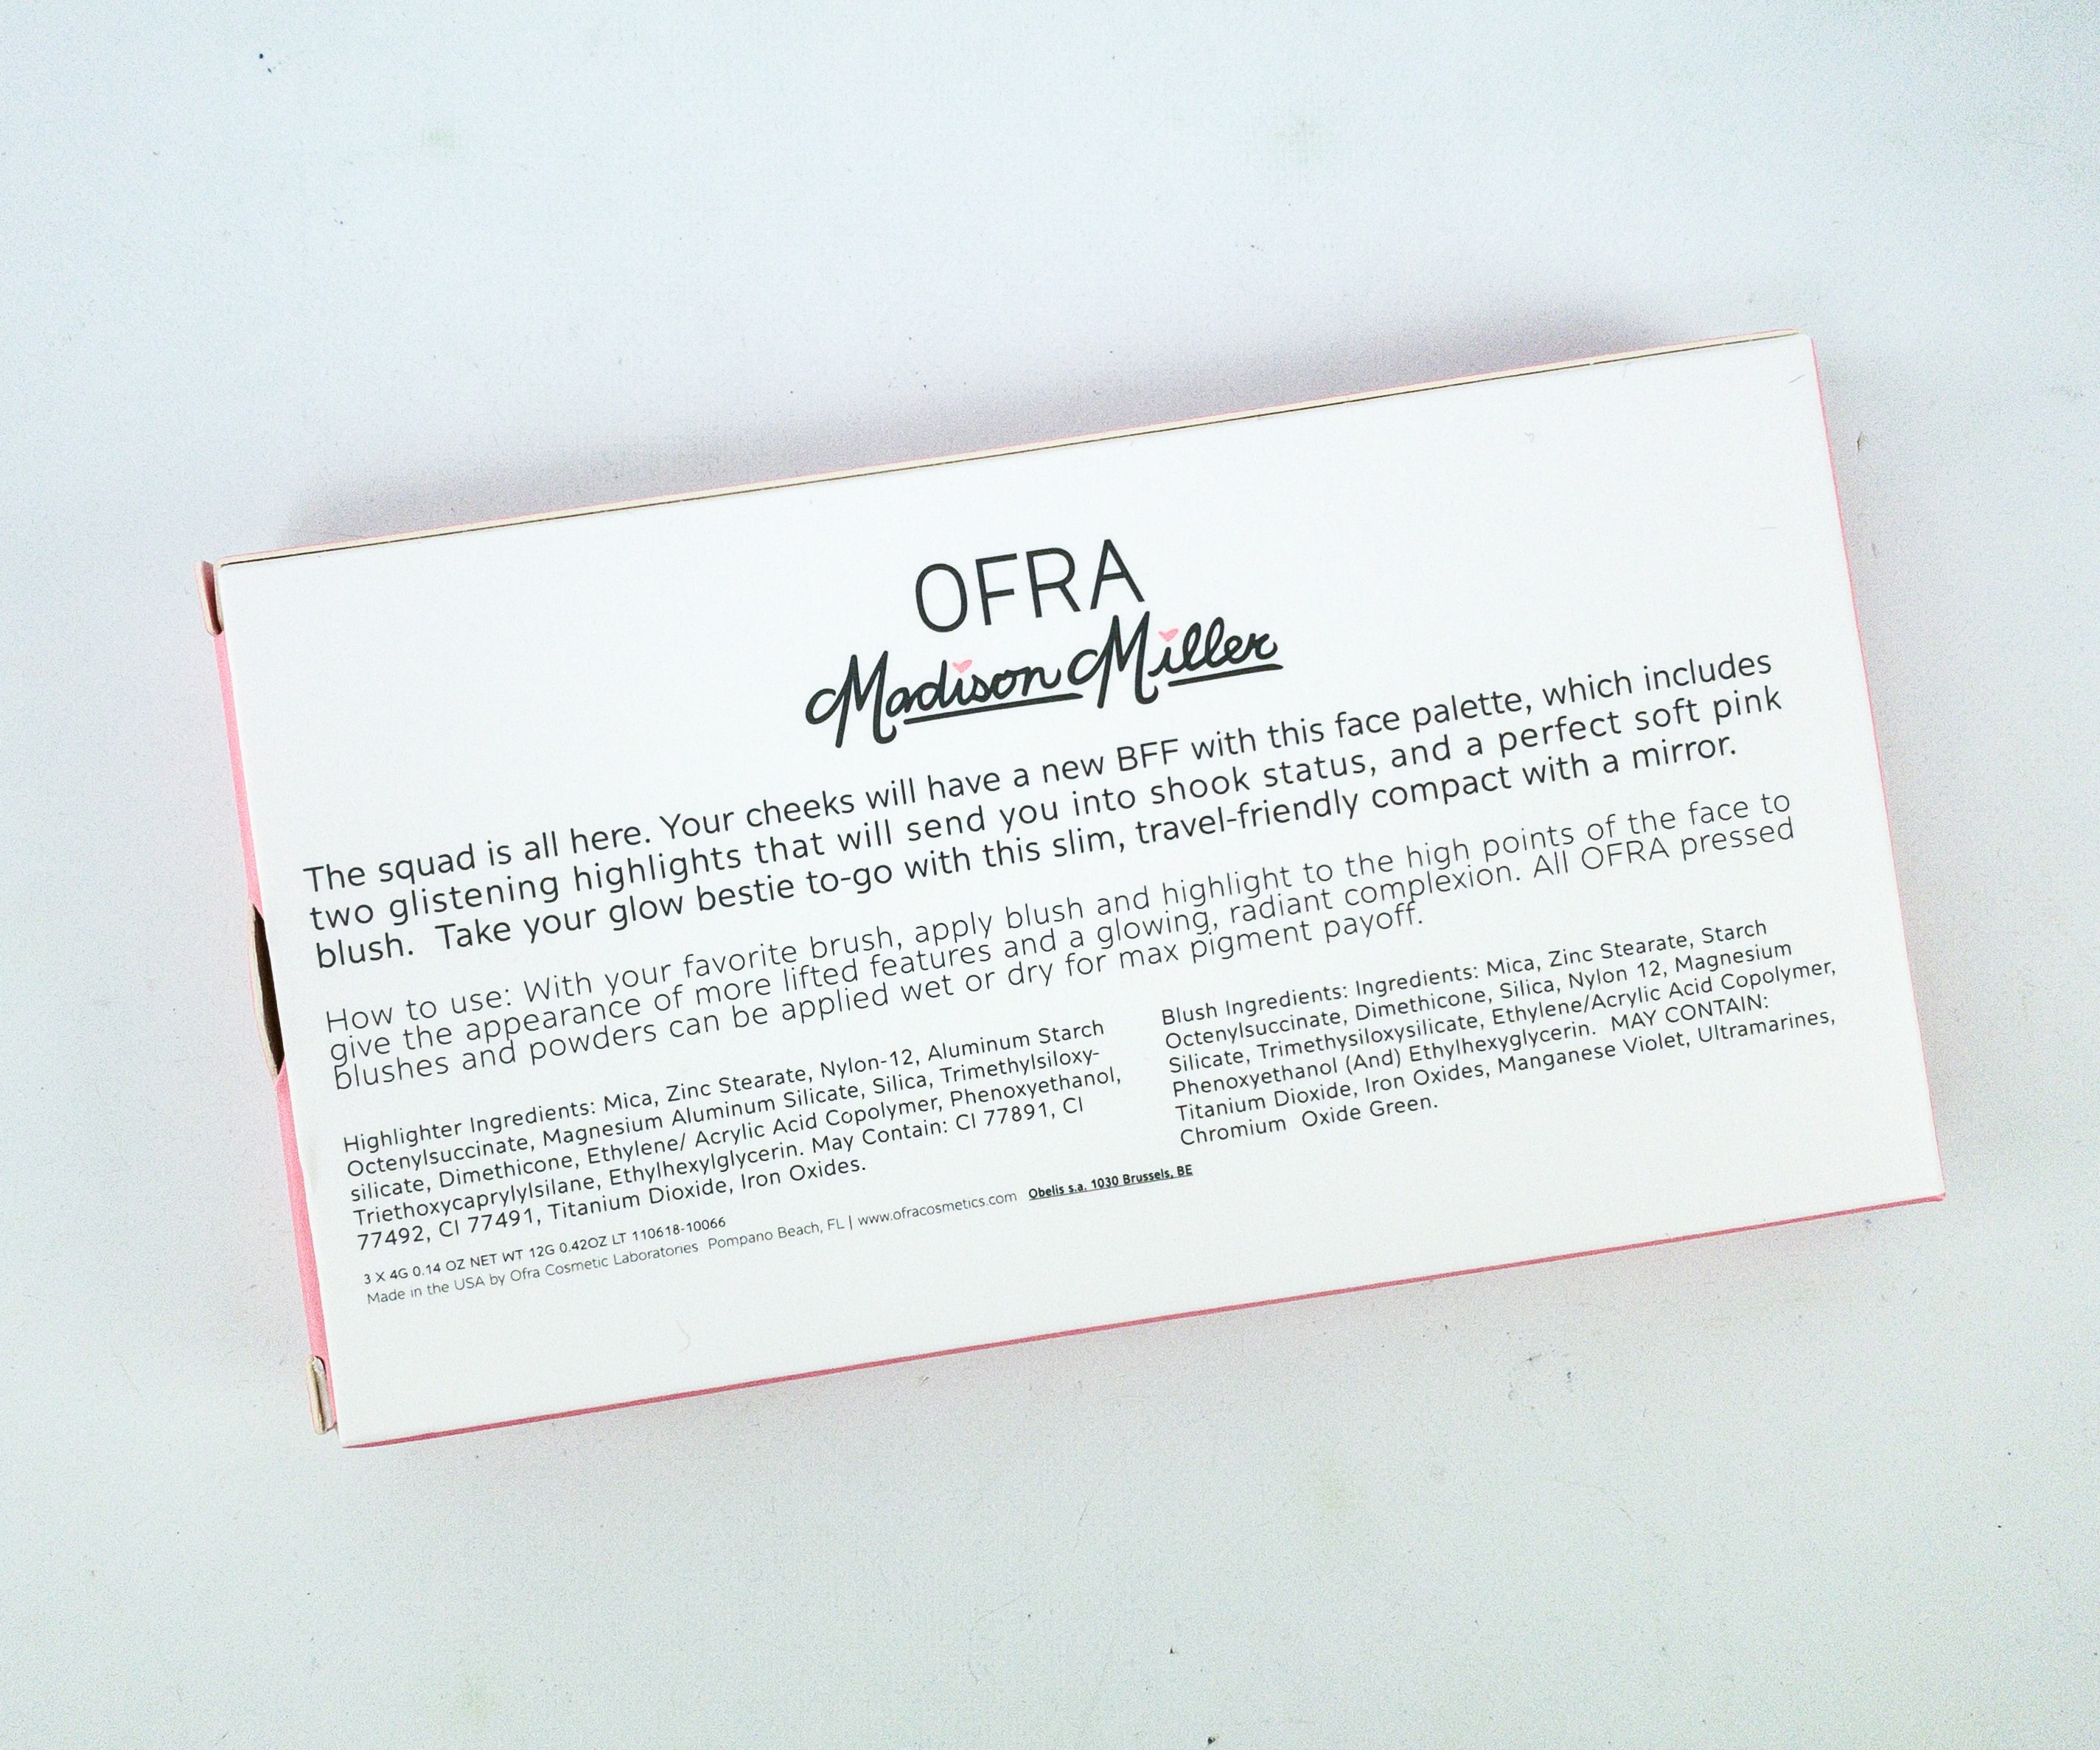 OFRA
Madison Miller
The squad is all here. Your cheeks will have a new BFF with this face palette, which includes
two glistening highlights that will send you into shook status, and a perfect soft pink
blush. Take your glow bestie to-go with this slim, travel-friendly compact with a mirror.
How to use: With your favorite brush, apply blush and highlight to the high points of the face to
give the appearance of more lifted features and a glowing, radiant complexion. All OFRA pressed
blushes and powders can be applied wet or dry for max pigment payoff.
Highlighter Ingredients: Mica, Zinc Stearate, Nylon-12, Aluminum Starch
Octenylsuccinate, Magnesium Aluminum Silicate, Silica, Trimethylsiloxy-
silicate, Dimethicone, Ethylene/ Acrylic Acid Copolymer, Phenoxyethanol,
Triethoxycaprylylsilane, Ethylhexylglycerin. May Contain: CI 77891, CI
77492, CI 77491, Titanium Dioxide, Iron Oxides.
Blush Ingredients: Ingredients: Mica, Zinc Stearate, Starch
Octenylsuccinate, Dimethicone, Silica, Nylon 12, Magnesium
Silicate, Trimethysiloxysilicate, Ethylene/Acrylic Acid Copolymer,
Phenoxyethanol (And) Ethylhexyglycerin. MAY CONTAIN:
Titanium Dioxide, Iron Oxides, Manganese Violet, Ultramarines,
Chromium Oxide Green.
3 X 4G 0.14 OZ NET WT 12G 0.42OZ LT 110618-10066
Made in the USA by Ofra Cosmetic Laboratories Pompano Beach, FL | www.ofracosmetics.com Obelis s.a. 1030 Brussels, BE